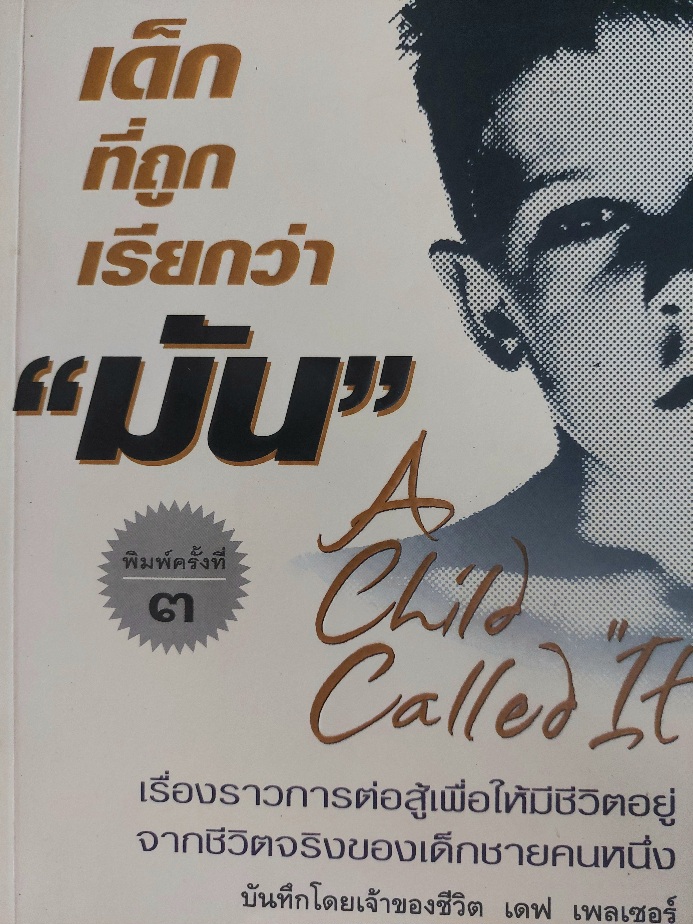 เด็ก
ที่ถูก
เรียกว่า
“มัน”
พิมพ์ครั้งที่
๓
A
Child
Called "It
เรื่องราวการต่อสู้เพื่อให้มีชีวิตอยู่
จากชีวิตจริงของเด็กชายคนหนึ่ง
บันทึกโดยเจ้าของชีวิต เดฟ เพลเซอร์